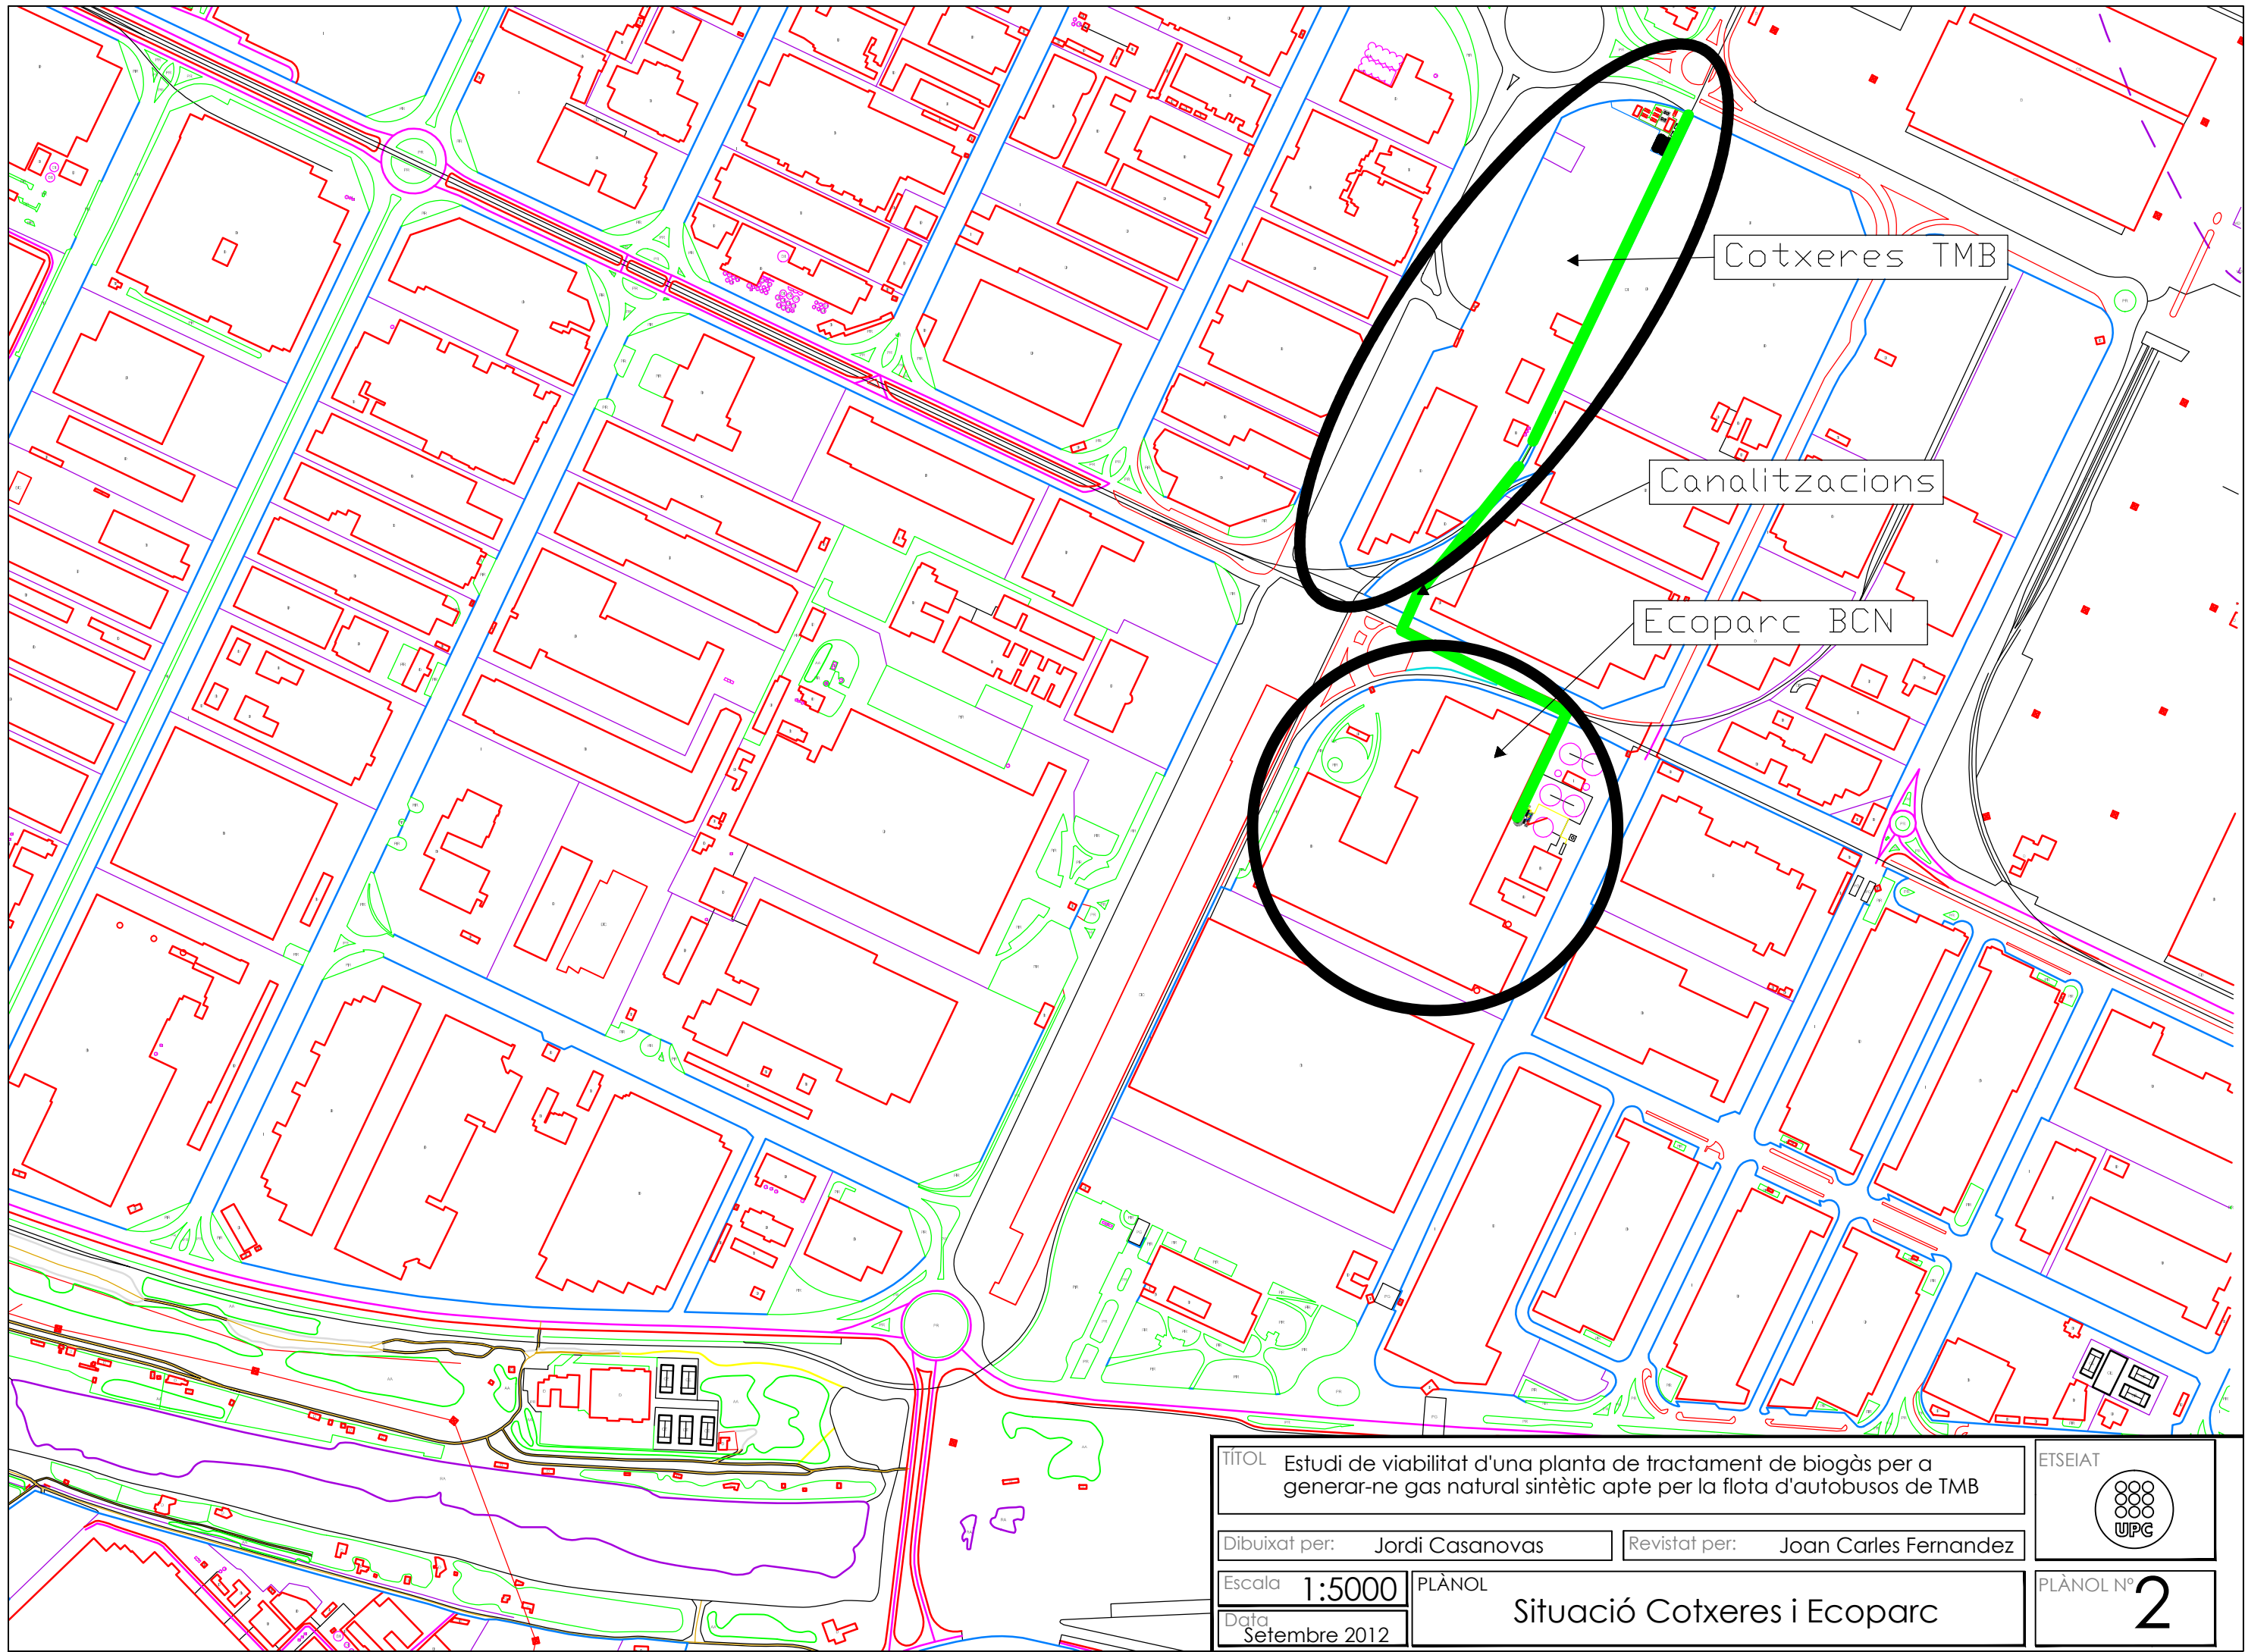 Cotxeres TMB
Canalitzacions
Ecoparc BCN
TÍTOL
Estudi de viabilitat d'una planta de tractament de biogàs per a
generar-ne gas natural sintètic apte per la flota d'autobusos de TMB
ETSEIAT
UPC
Dibuixat per: Jordi Casanovas
Revistat per: Joan Carles Fernandez
Escala 1:5000
Data
Setembre 2012
PLÀNOL
Situació Cotxeres i Ecoparc
PLÀNOL Nº 2